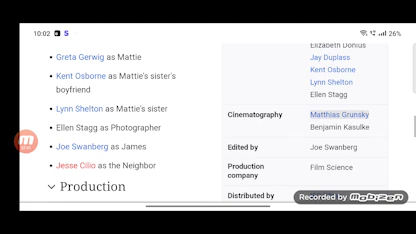 10:02 S 26%
Greta Gerwig as Mattie
Kent Osborne as Mattie's sister's
boyfriend
Lynn Shelton as Mattie's sister
Ellen Stagg as Photographer
Joe Swanberg as James
Jesse Cilio as the Neighbor
Production
Elizabeth Donius
Jay Duplass
Kent Osborne
Lynn Shelton
Ellen Stagg
Cinematography Matthias Grunsky
Benjamin Kasulke
Edited by Joe Swanberg
Production
company Film Science
Distributed by
Recorded by mobizen